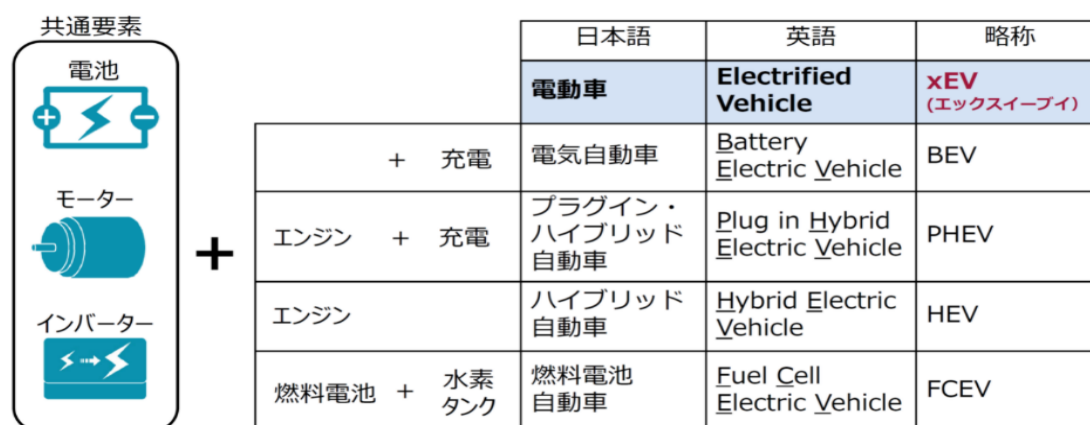 共通要素
電池
モーター
インバーター
+
日本語 英語 略称
電動車 Electrified
Vehicle xEV
(エックスイーブイ)
+ 充電 電気自動車 Battery
Electric Vehicle BEV
エンジン + 充電 プラグイン・
ハイブリッド
自動車 Plug in Hybrid
Electric Vehicle PHEV
エンジン ハイブリッド
自動車 Hybrid Electric
Vehicle HEV
燃料電池 + 水素
タンク 燃料電池
自動車 Fuel Cell
Electric Vehicle FCEV